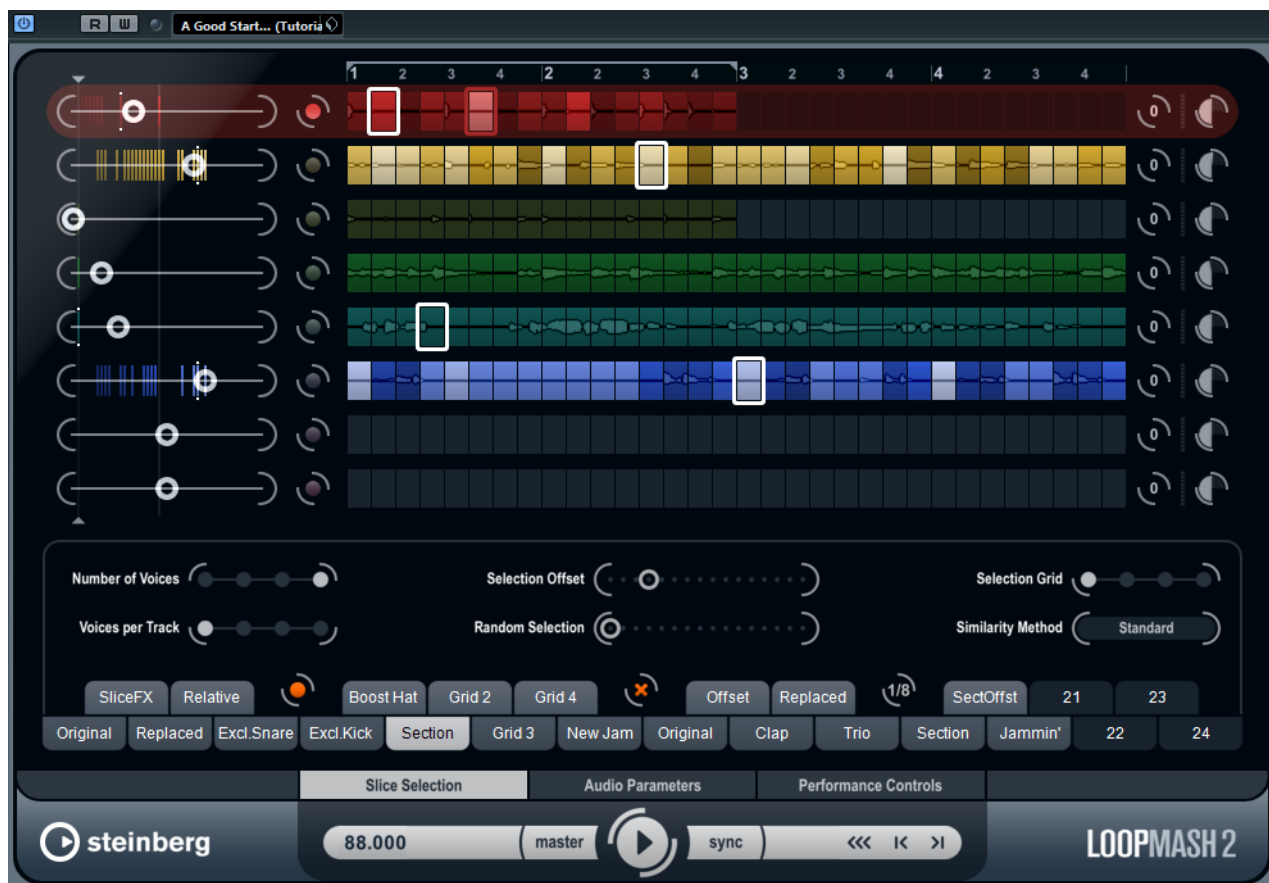 R W A Good Start... (Tutoria
1 2 3 4 2 2 3 4 3 2 3 4 4 2 3 4
0
0
0
0
0
0
0
0
Number of Voices Selection Offset Selection Grid
Voices per Track Random Selection Similarity Method Standard
SliceFX Relative Boost Hat Grid 2 Grid 4 Offset Replaced 1/8 SectOffst 21 23
Original Replaced Excl.Snare Excl.Kick Section Grid 3 New Jam Original Clap Trio Section Jammin' 22 24
Slice Selection Audio Parameters Performance Controls
steinberg 88.000 master sync LOOPMASH 2